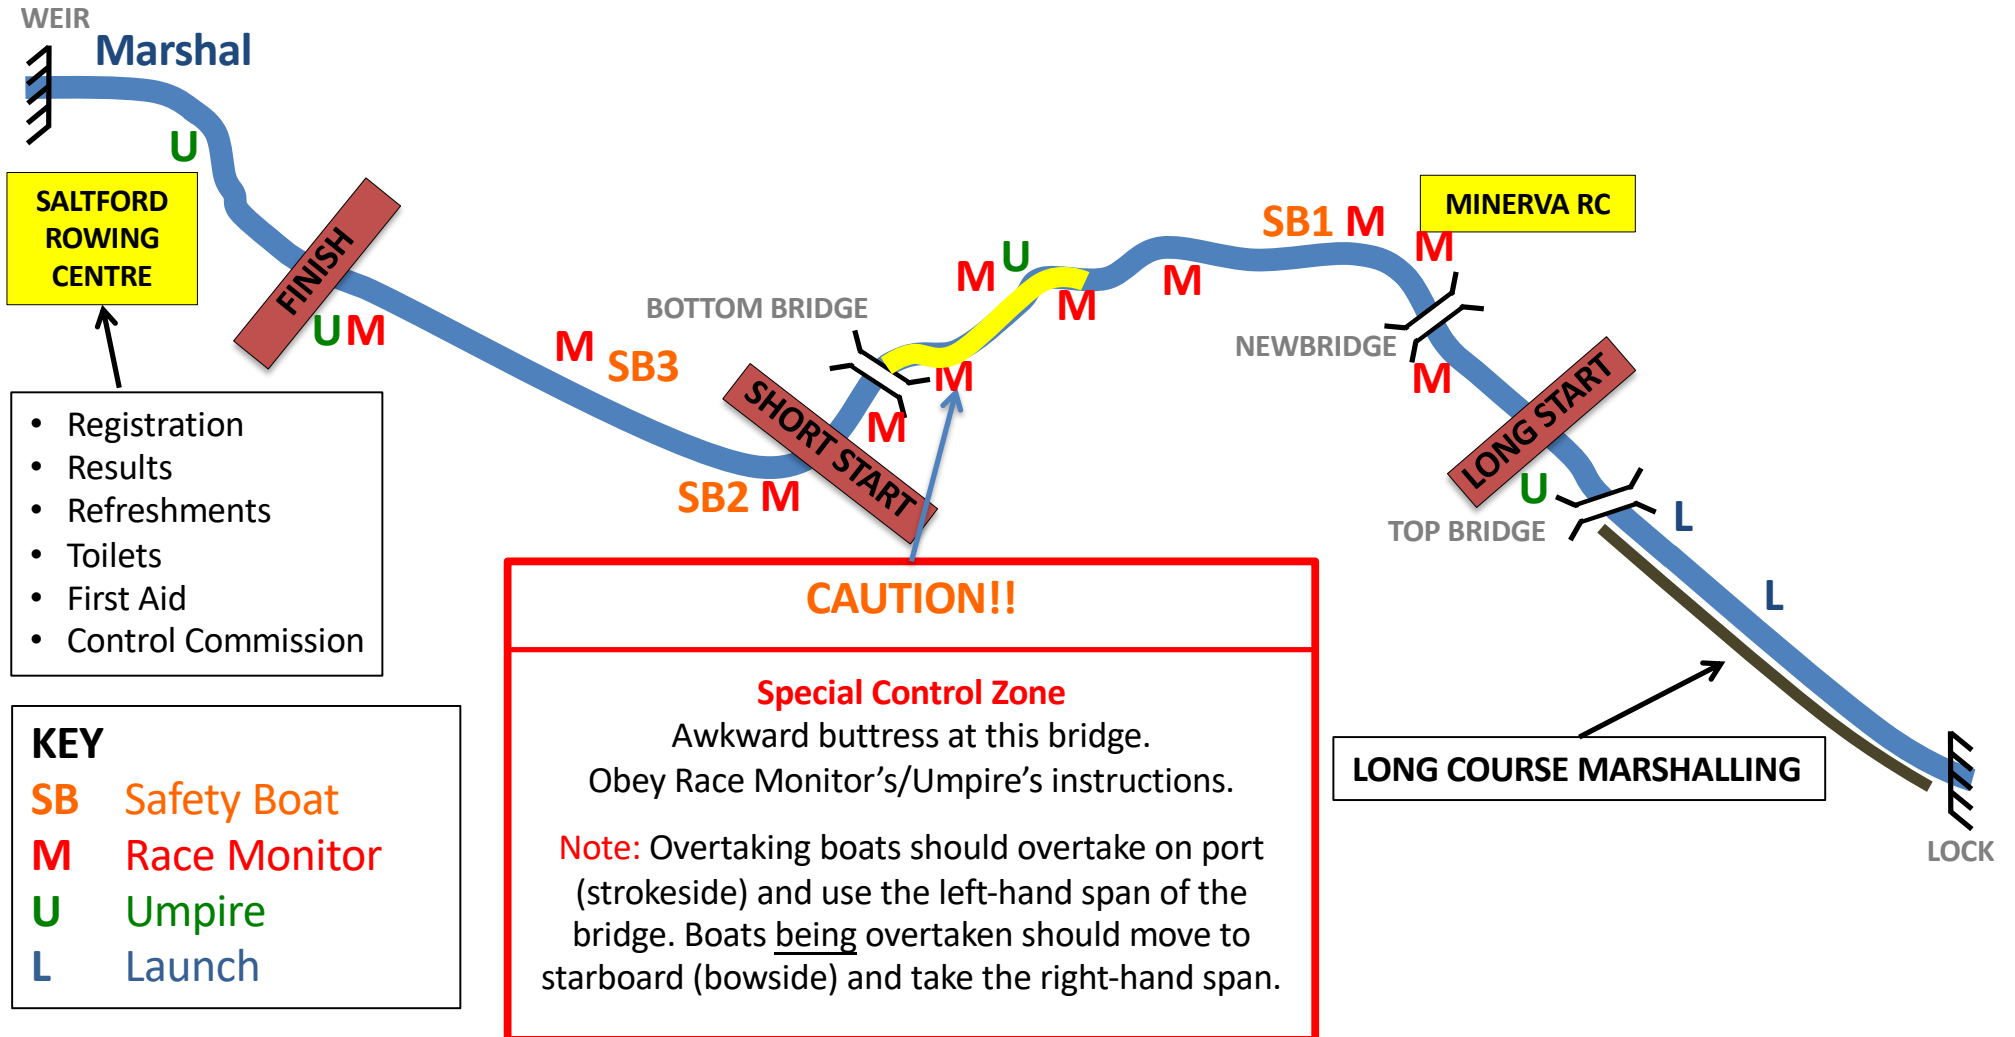 WEIR
Marshal
U
SALTFORD
ROWING
CENTRE
FINISH
U M
• Registration
• Results
• Refreshments
• Toilets
• First Aid
• Control Commission
KEY
SB Safety Boat
M Race Monitor
U Umpire
L Launch
M
SB3
SB2 M
SHORT START
BOTTOM BRIDGE
M
M
M
U
M
M
SB1 M
MINERVA RC
M
NEWBRIDGE
M
LONG START
U
TOP BRIDGE
L
L
LONG COURSE MARSHALLING
LOCK
CAUTION!!
Special Control Zone
Awkward buttress at this bridge.
Obey Race Monitor’s/Umpire’s instructions.
Note: Overtaking boats should overtake on port
(strokeside) and use the left-hand span of the
bridge. Boats being overtaken should move to
starboard (bowside) and take the right-hand span.